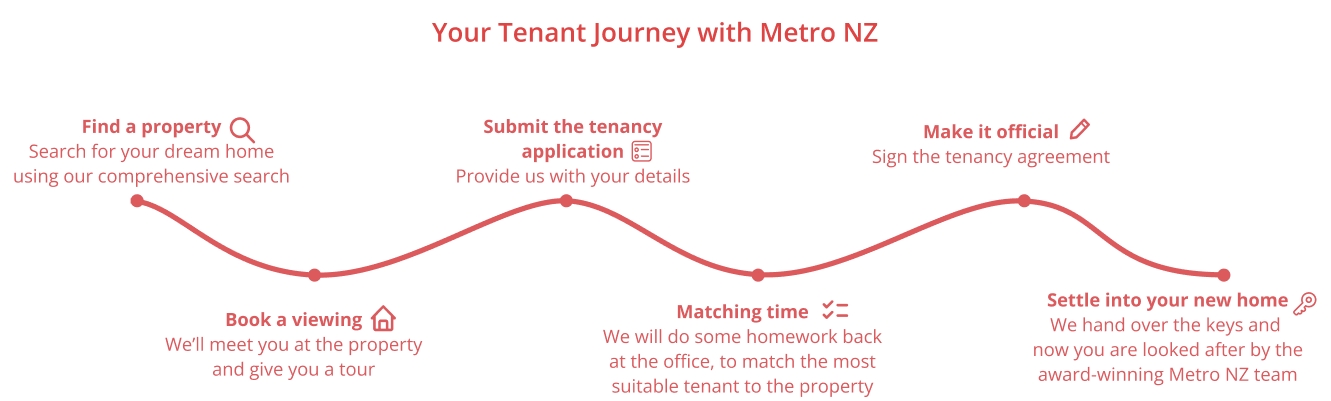 Your Tenant Journey with Metro NZ
Find a property
Search for your dream home
using our comprehensive search
Book a viewing
We’ll meet you at the property
and give you a tour
Submit the tenancy
application
Provide us with your details
Matching time
We will do some homework back
at the office, to match the most
suitable tenant to the property
Make it official
Sign the tenancy agreement
Settle into your new home
We hand over the keys and
now you are looked after by the
award-winning Metro NZ team